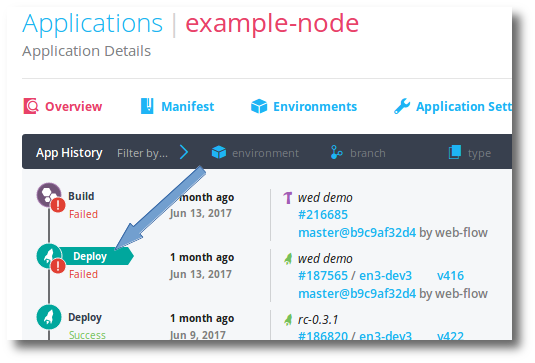 Applications | example-node
Application Details
Overview Manifest Environments Application Sett
App History Filter by... environment branch type
Build 1 month ago wed demo
Failed Jun 13, 2017 #216685
master@b9c9af32d4 by web-flow
Deploy 1 month ago wed demo
Failed Jun 13, 2017 #187565 / en3-dev3 v416
master@b9c9af32d4 by web-flow
Deploy 1 month ago rc-0.3.1
Success Jun 9, 2017 #186820 / en3-dev3 v422